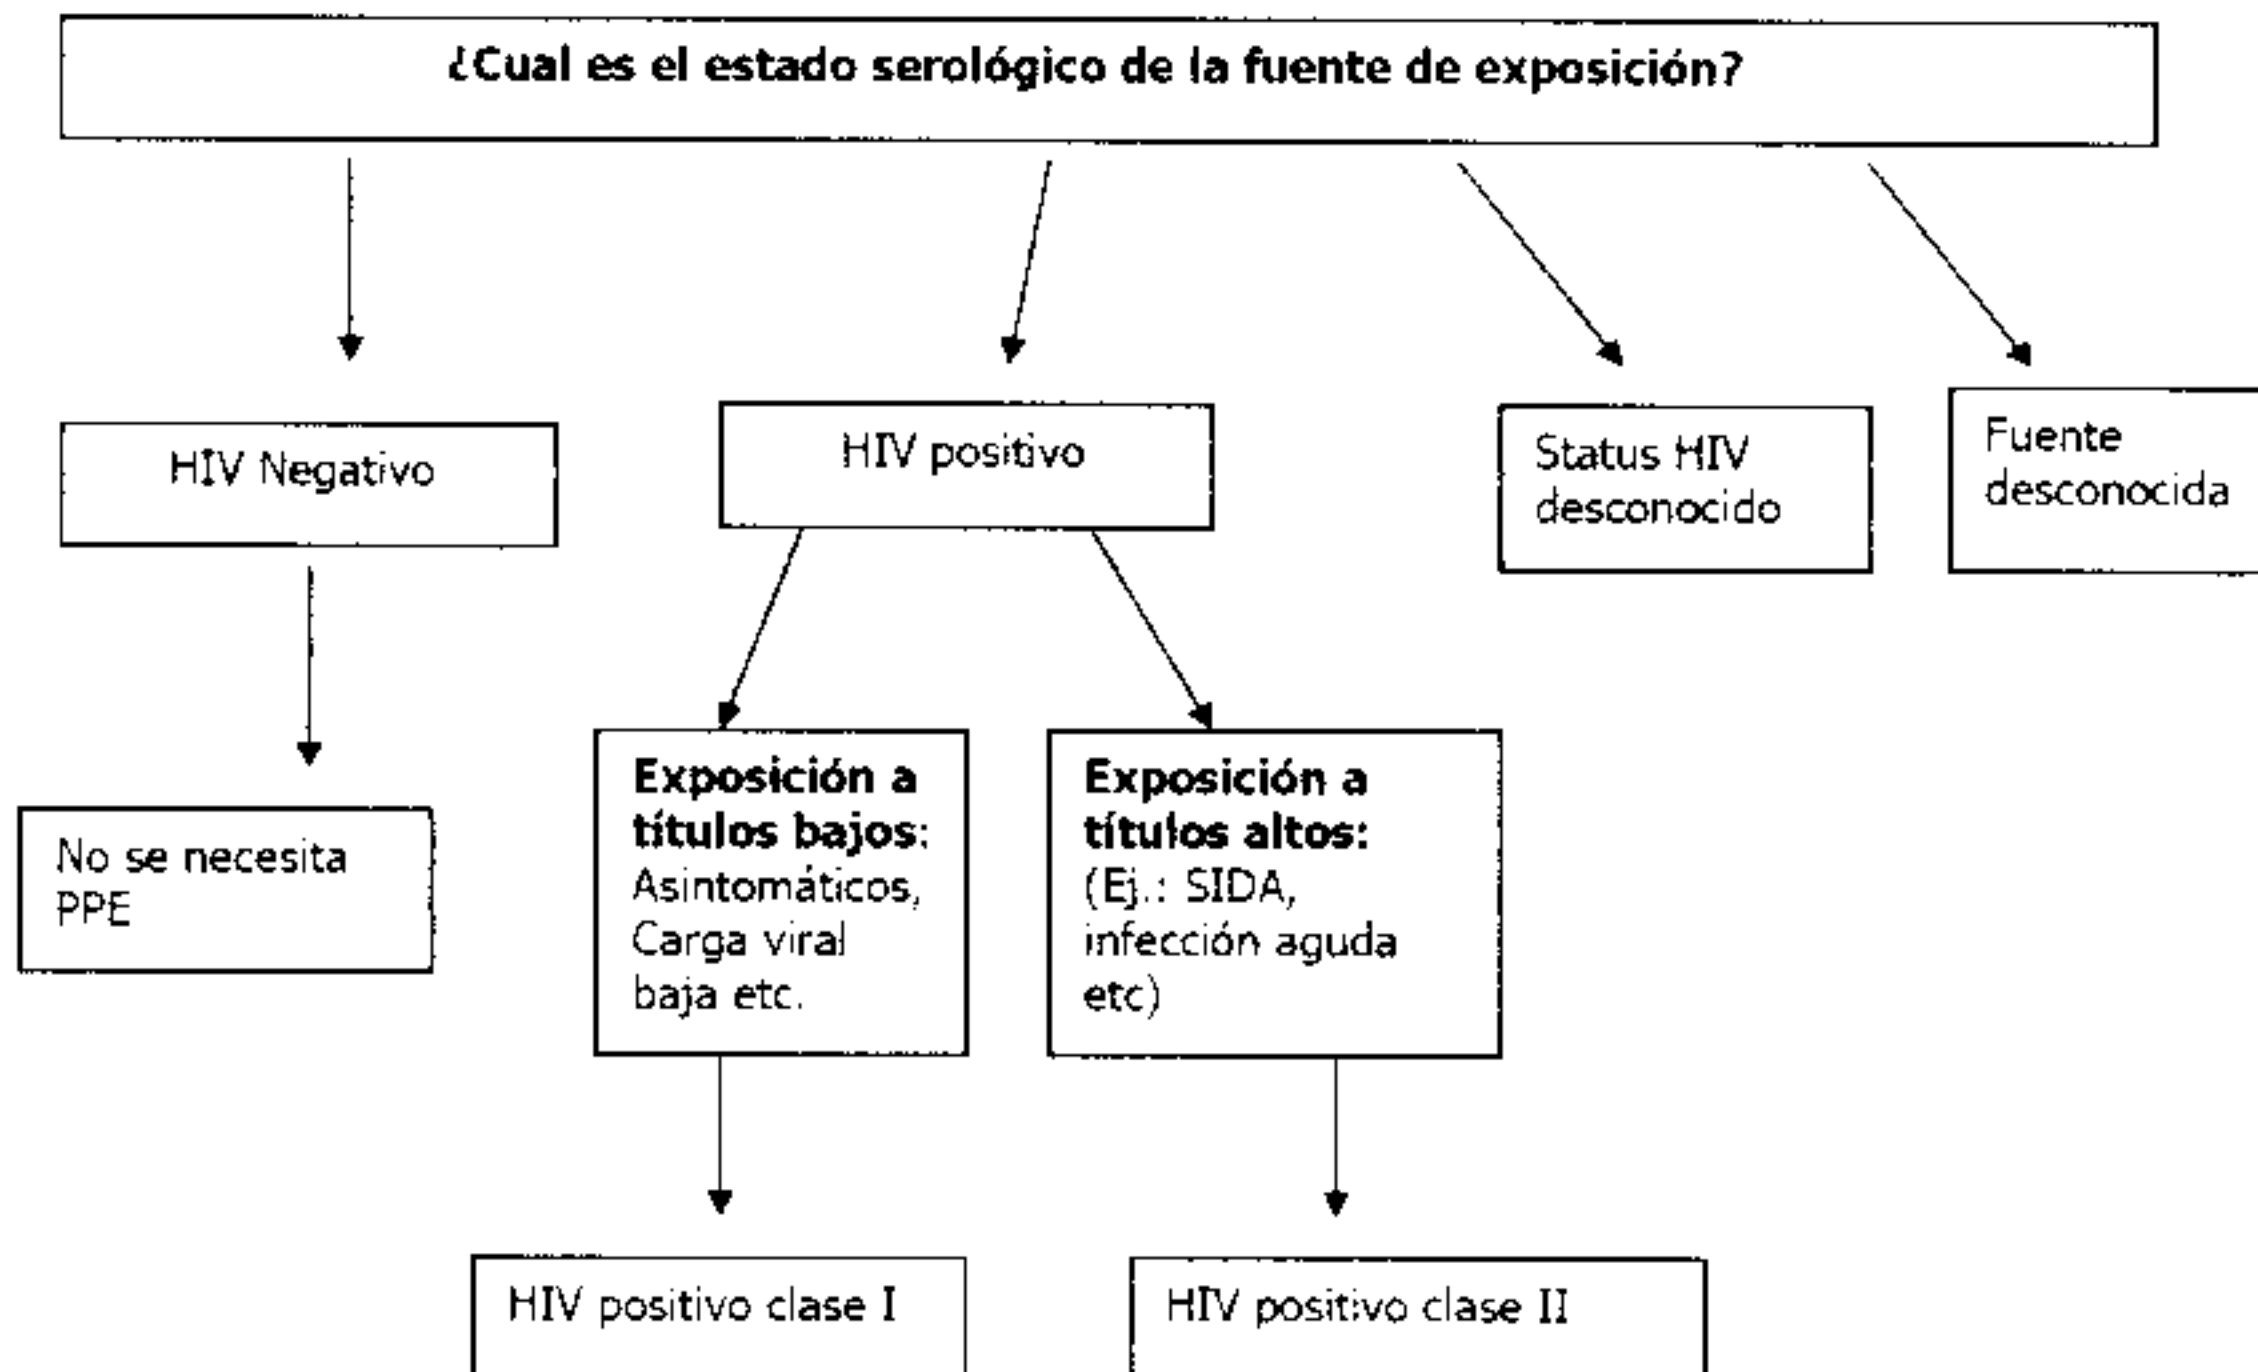 ¿Cual es el estado serológico de la fuente de exposición?
HIV Negativo
HIV positivo
Status HIV
desconocido
Fuente
desconocida
No se necesita
PPE
Exposición a
títulos bajos:
Asintomáticos,
Carga viral
baja etc.
Exposición a
títulos altos:
(Ej.: SIDA,
infección aguda
etc)
HIV positivo clase I
HIV positivo clase II